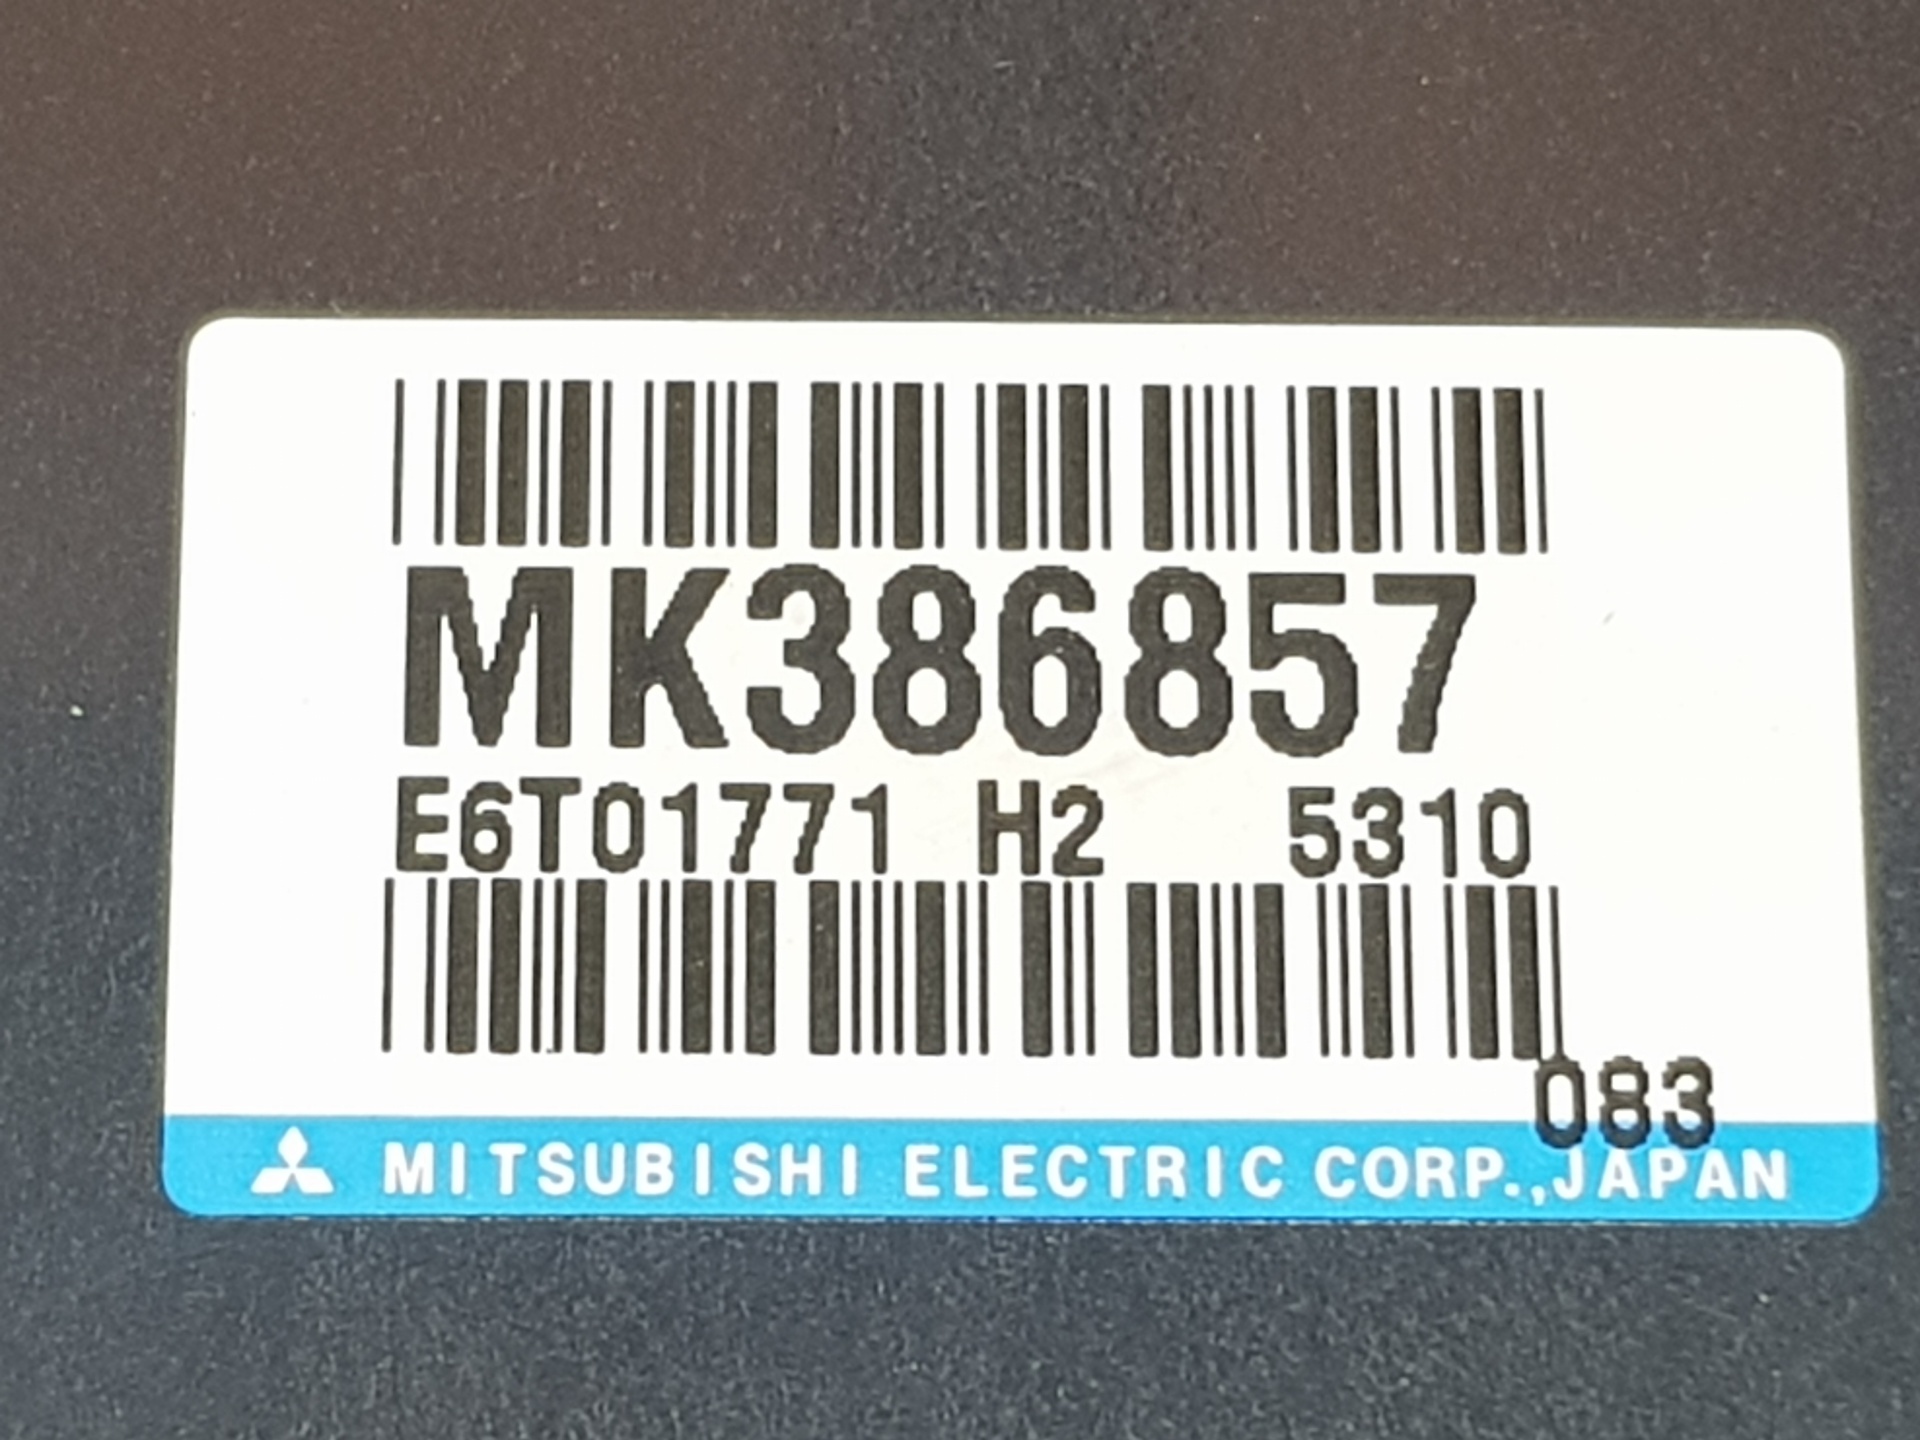 MK386857
E6T01771 H2 5310
083
MITSUBISHI ELECTRIC CORP.,JAPAN